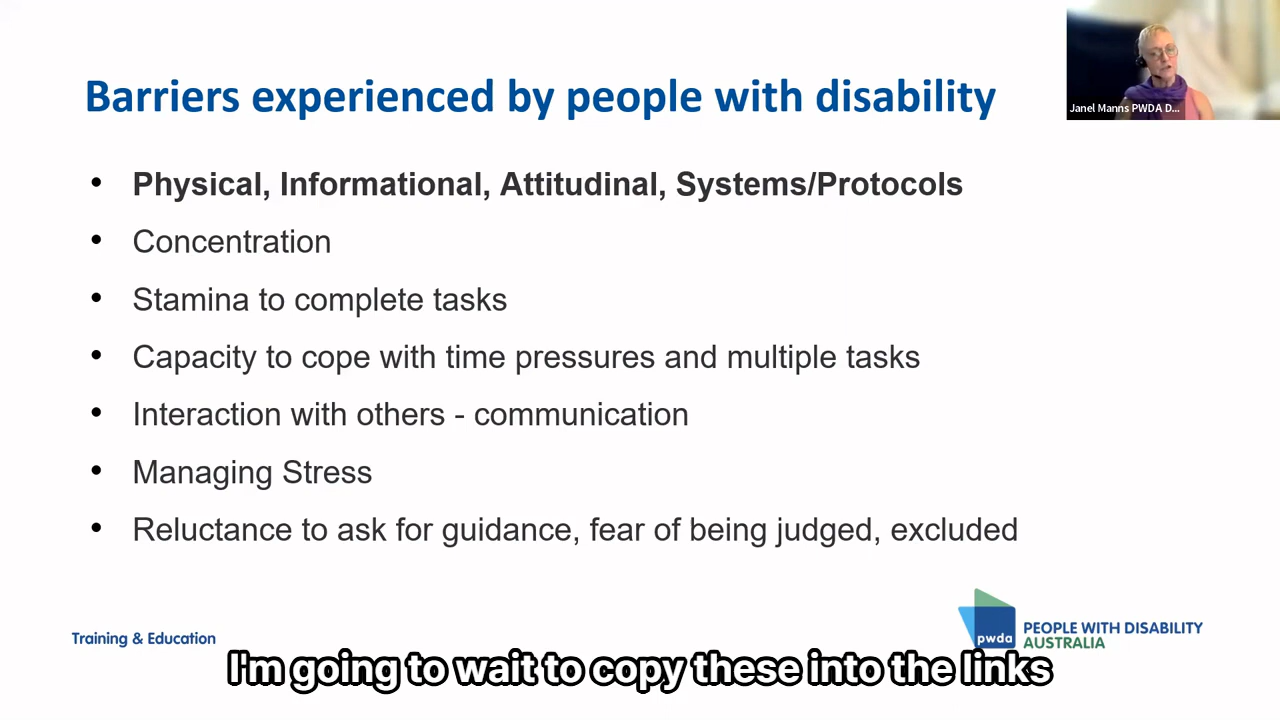 Barriers experienced by people with disability
Janel Manns PWDA D...
• Physical, Informational, Attitudinal, Systems/Protocols
• Concentration
• Stamina to complete tasks
• Capacity to cope with time pressures and multiple tasks
• Interaction with others - communication
• Managing Stress
• Reluctance to ask for guidance, fear of being judged, excluded
Training & Education
pwda
PEOPLE WITH DISABILITY
AUSTRALIA
I'm going to wait to copy these into the links